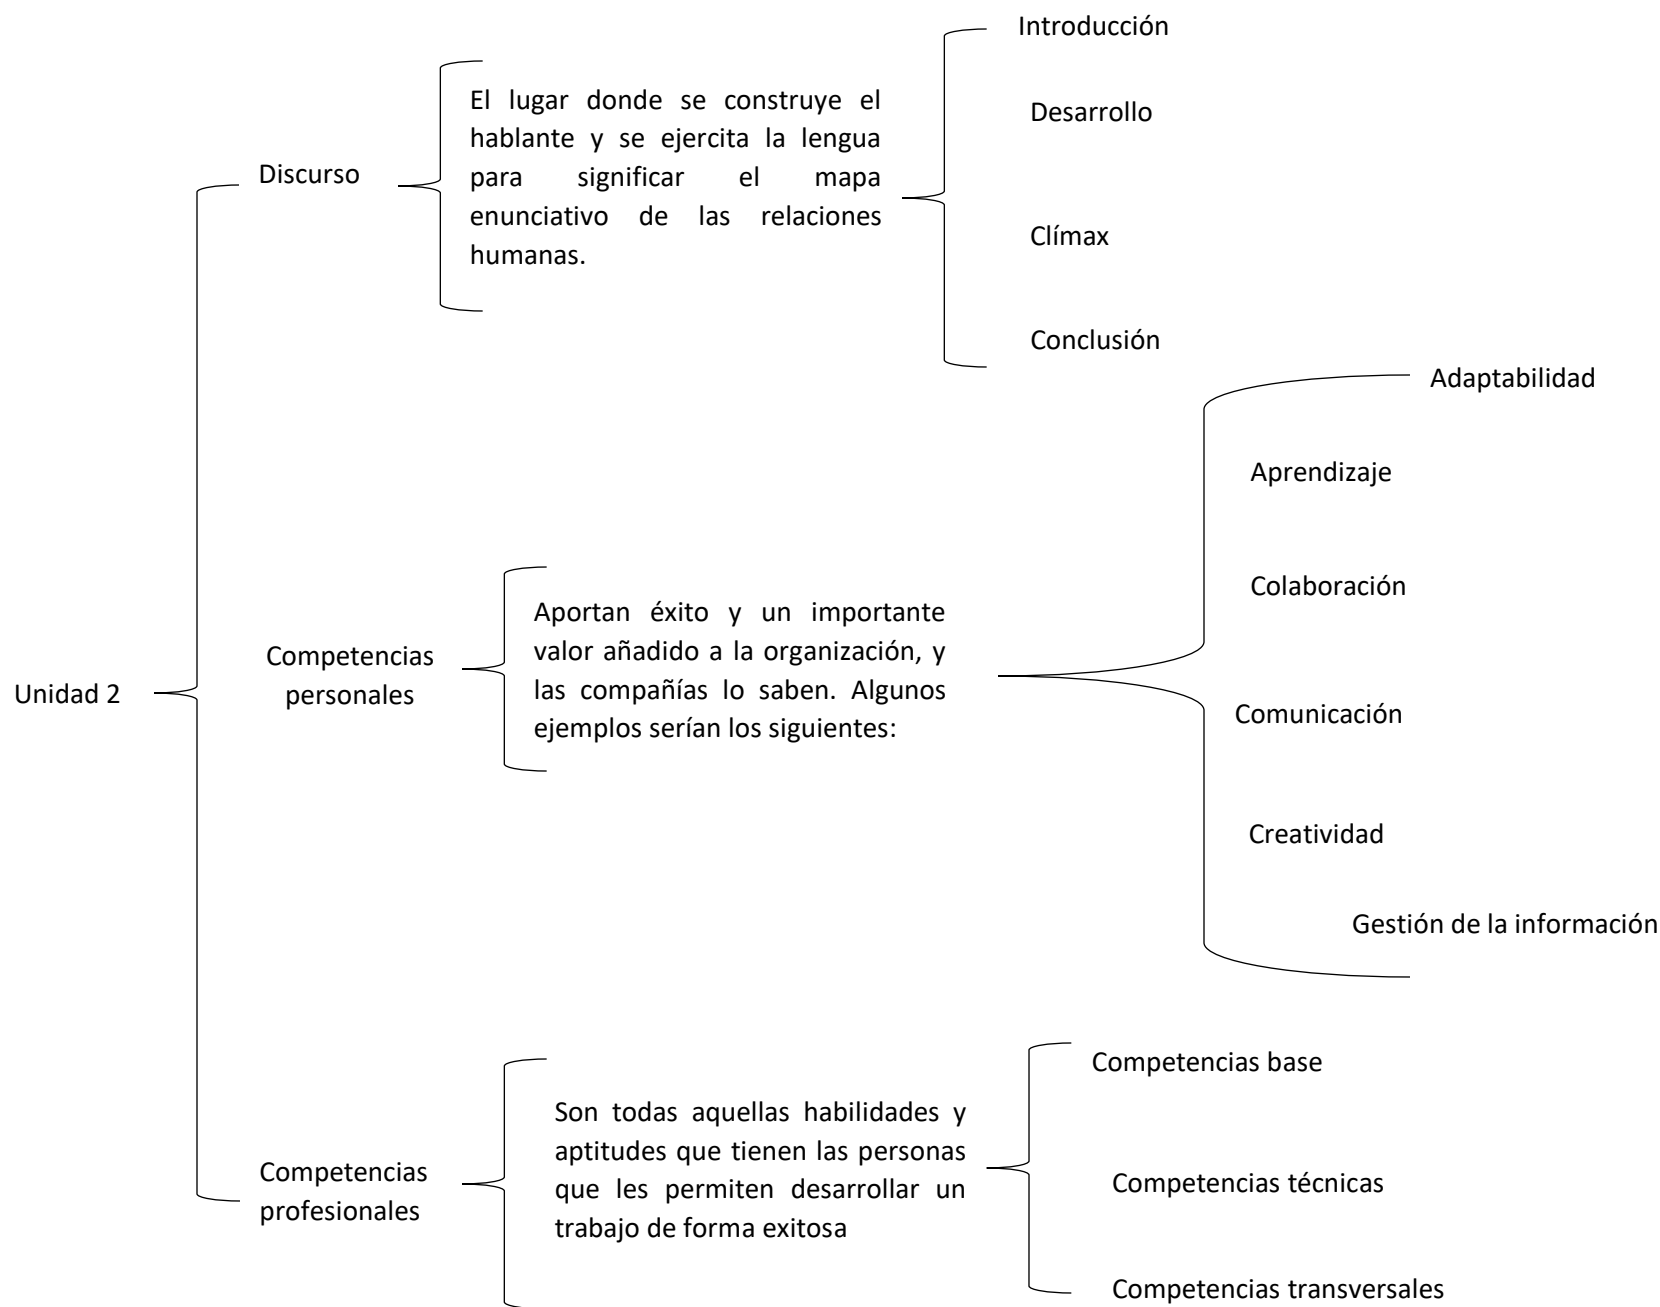 Unidad 2
Discurso
El lugar donde se construye el
hablante y se ejercita la lengua
para significar el mapa
enunciativo de las relaciones
humanas.
Introducción
Desarrollo
Clímax
Conclusión
Competencias
personales
Aportan éxito y un importante
valor añadido a la organización, y
las compañías lo saben. Algunos
ejemplos serían los siguientes:
Adaptabilidad
Aprendizaje
Colaboración
Comunicación
Creatividad
Gestión de la información
Competencias
profesionales
Son todas aquellas habilidades y
aptitudes que tienen las personas
que les permiten desarrollar un
trabajo de forma exitosa
Competencias base
Competencias técnicas
Competencias transversales